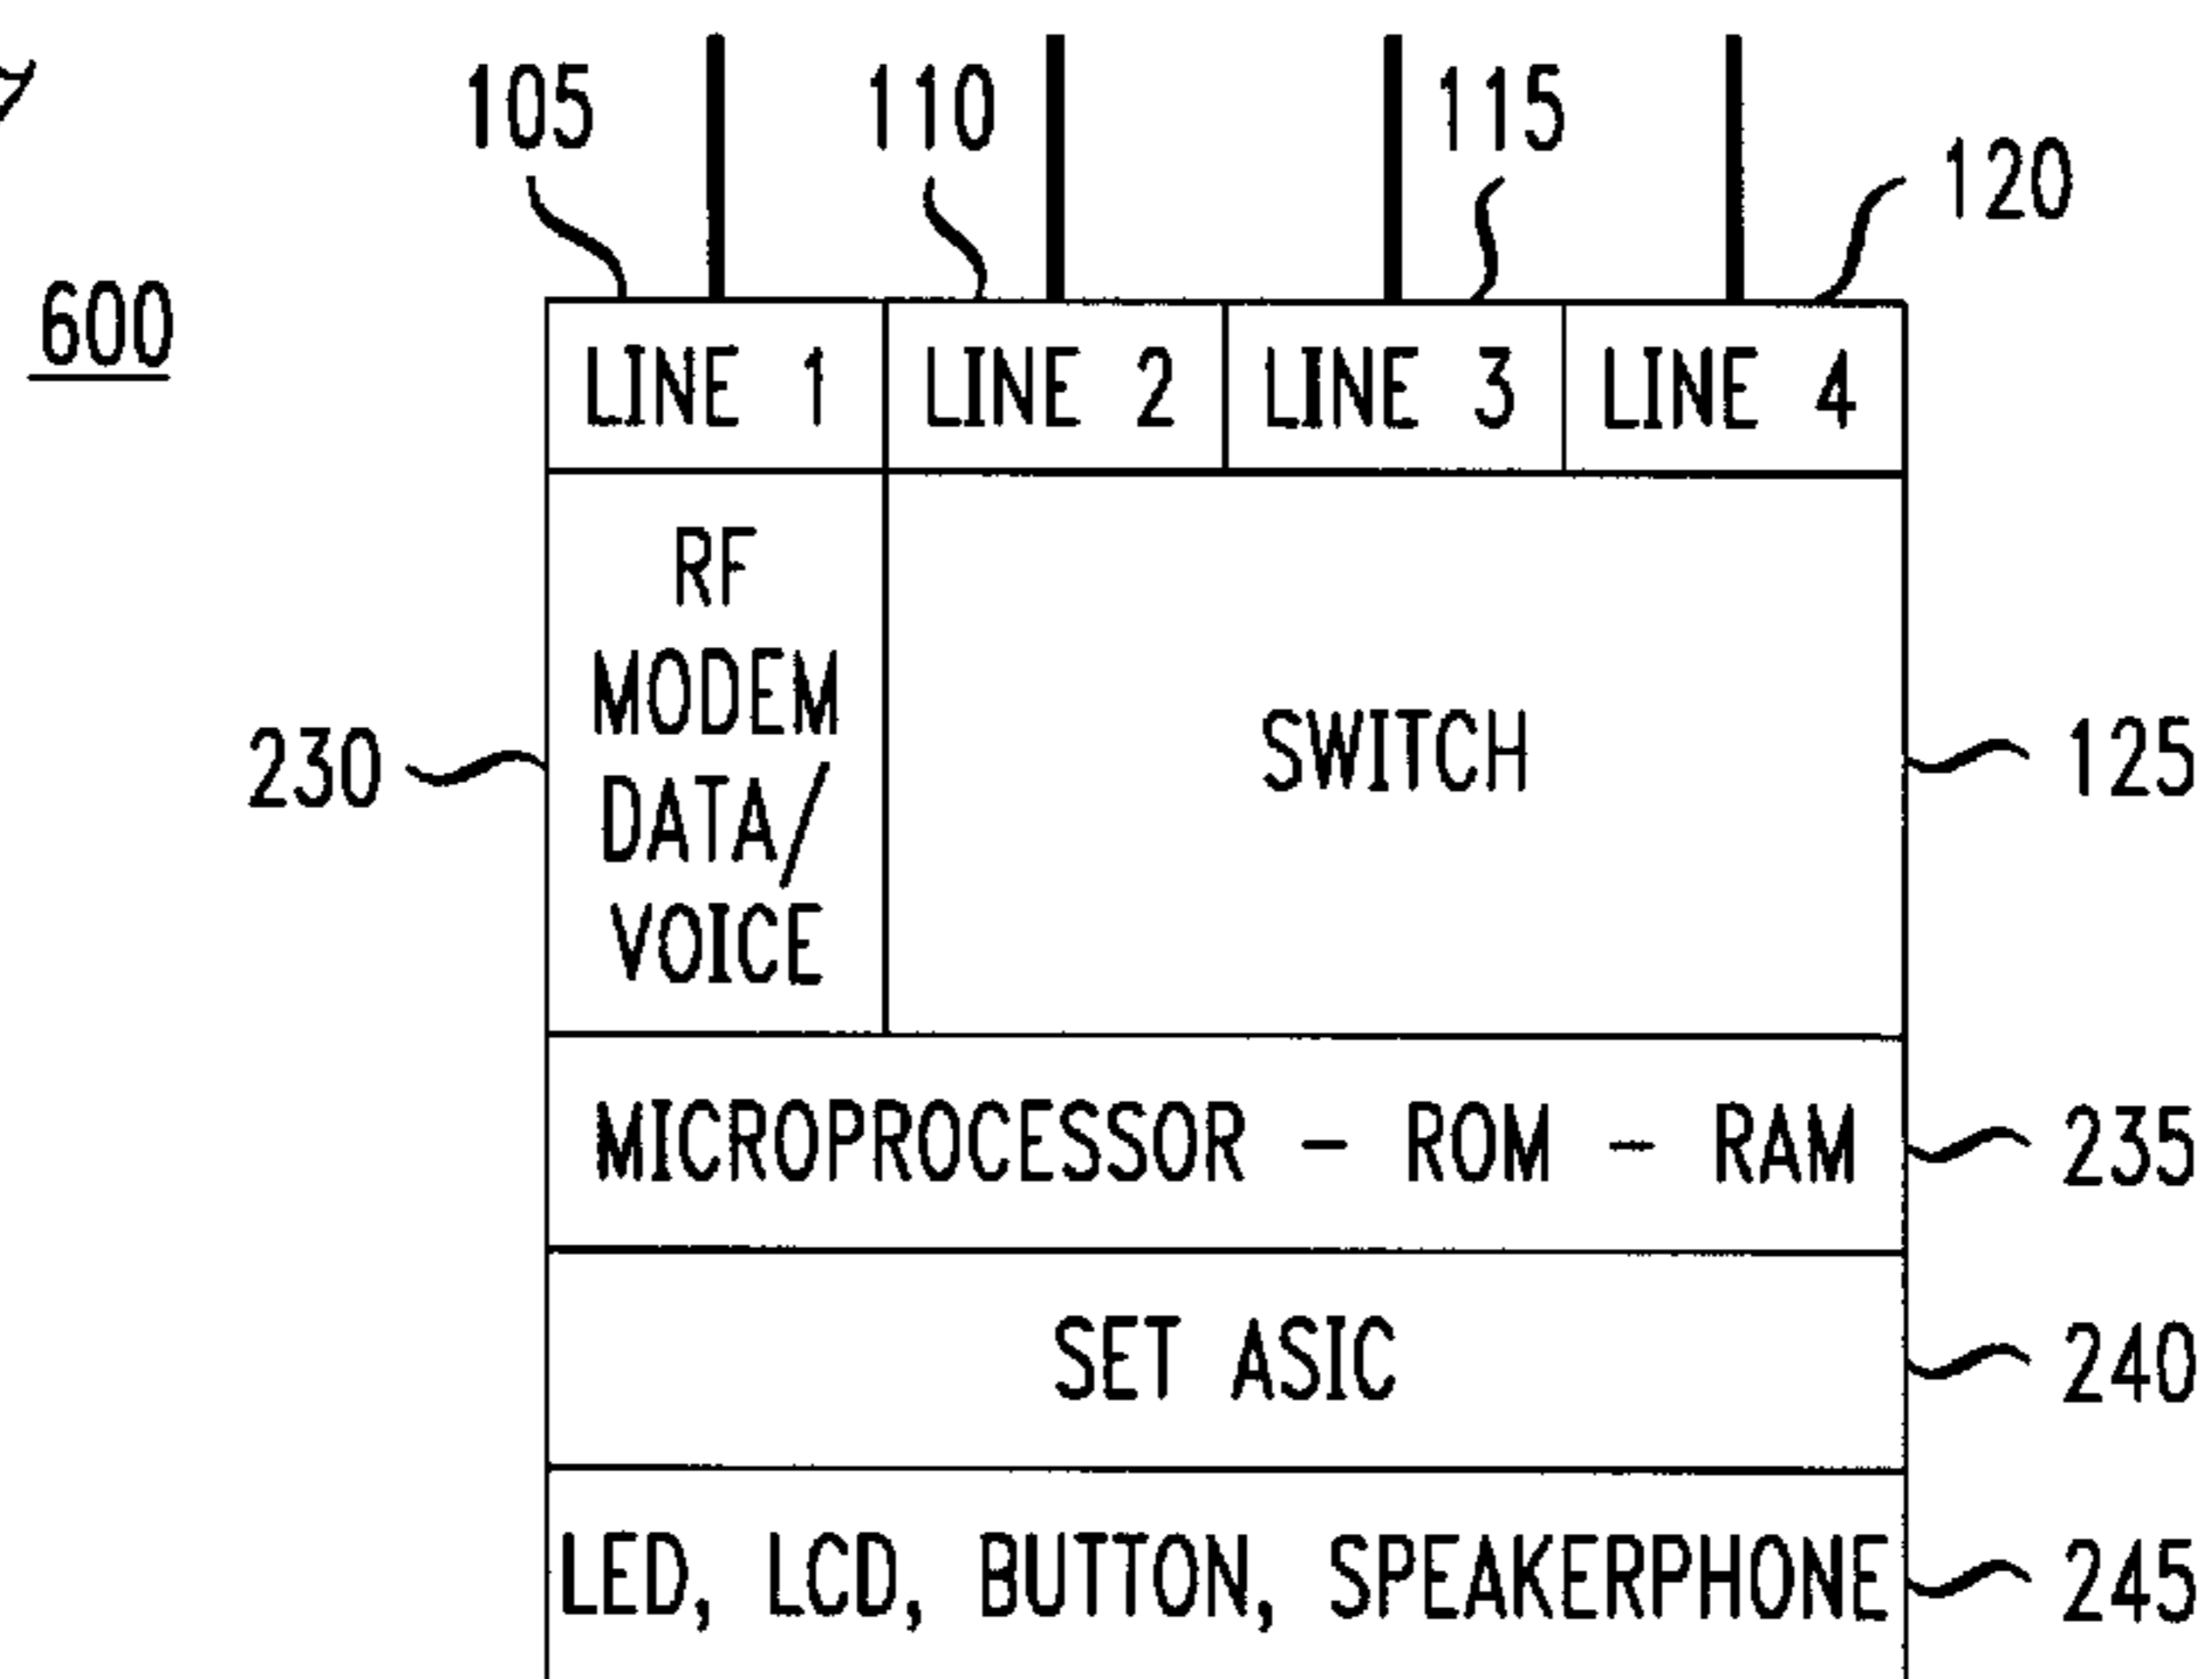 105 110 115 120
600
LINE 1 LINE 2 LINE 3 LINE 4
RF
MODEM
DATA/
VOICE
230
SWITCH
125
MICROPROCESSOR - ROM - RAM 235
SET ASIC 240
LED, LCD, BUTTON, SPEAKERPHONE 245